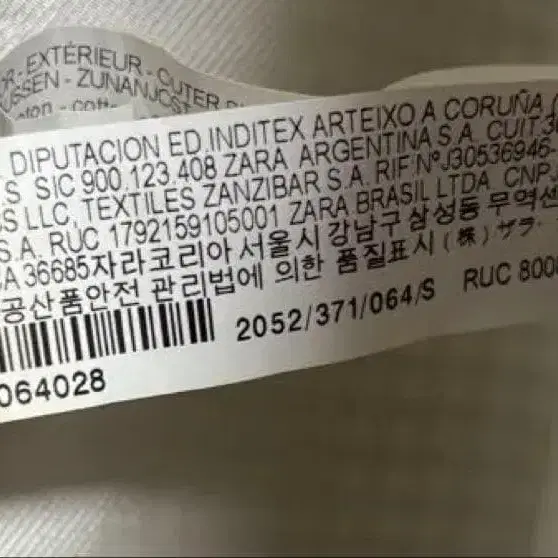 EXTÉRIEUR - OUTER
ZUNANJOST
DIPUTACION ED.INDITEX ARTEIXO A CORUÑA
SIC 900.123.408 ZARA ARGENTINA S.A. CUIT.
LLC, TEXTILES ZANZIBAR S.A. RIF Nº J30536946-
S.A. RUC 1792159105001 ZARA BRASIL LTDA. CNPJ
36685자라코리아 서울시 강남구 삼성동 무역센
공산품안전 관리법에 의한 품질표시 (株) ザラ・
2052/371/064/S RUC
064028